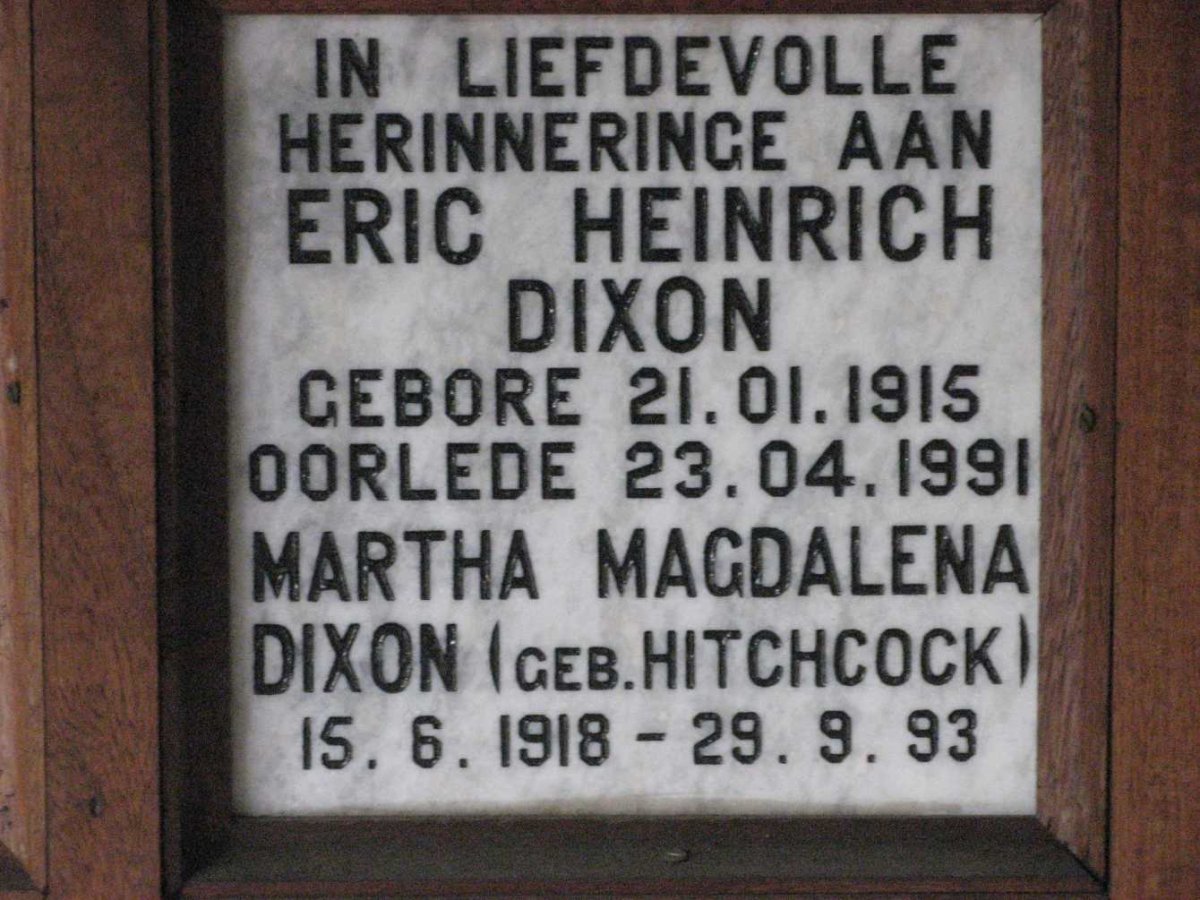 IN LIEFDEVOLLE
HERINNERINGE AAN
ERIC HEINRICH
DIXON
GEBORE 21.01.1915
OORLEDE 23.04.1991
MARTHA MAGDALENA
DIXON (GEB.HITCHCOCK)
15.6.1918 - 29.9.93